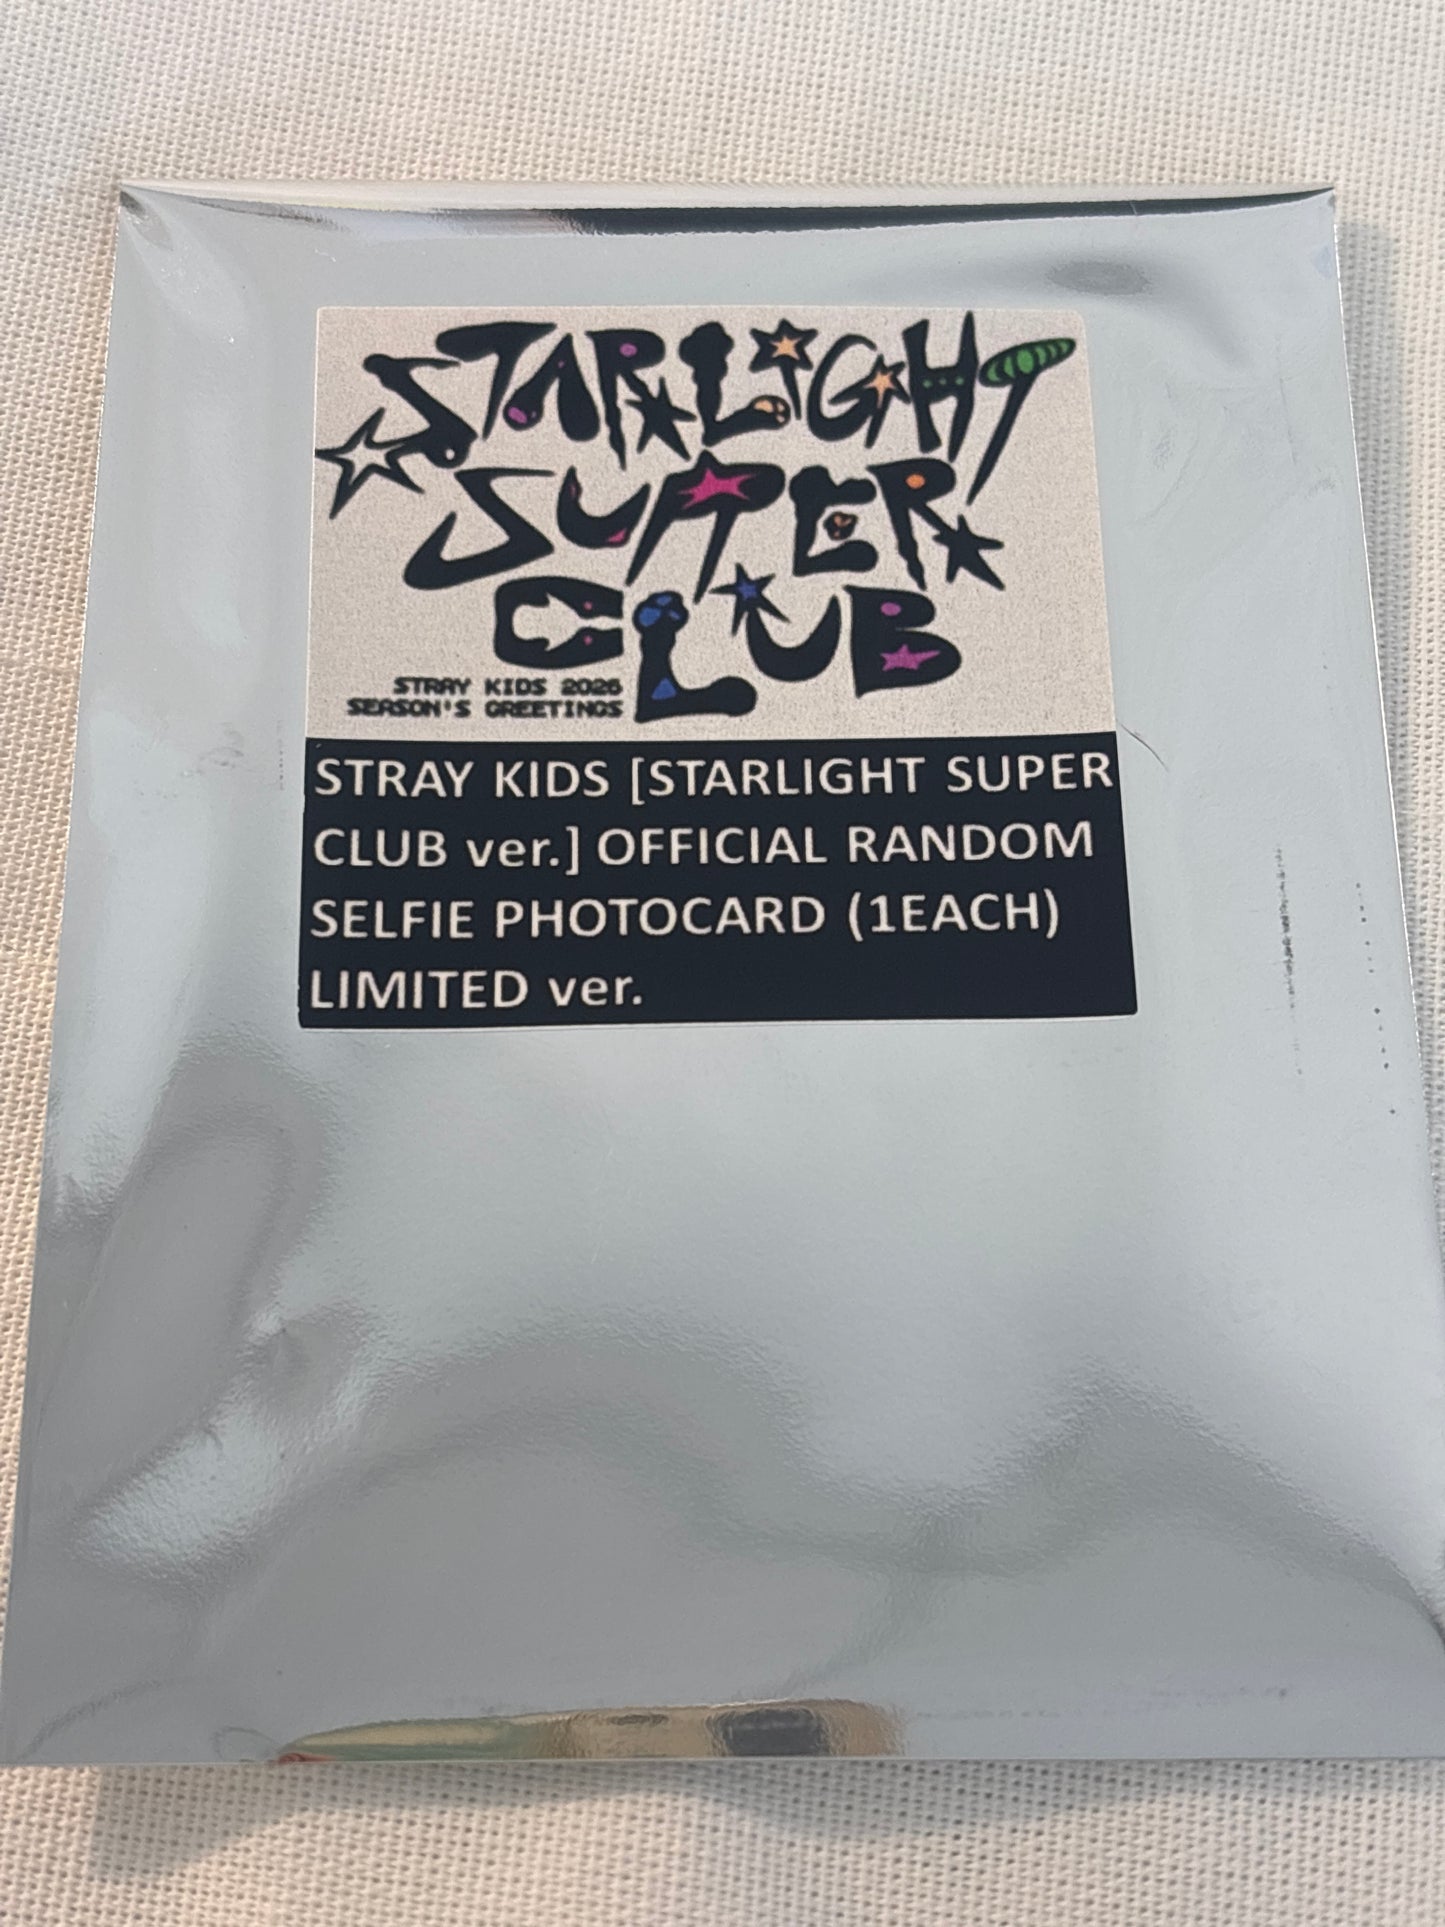 STARLIGHT
SUPER
CLUB
STRAY KIDS 2026
SEASON'S GREETINGS
STRAY KIDS [STARLIGHT SUPER
CLUB ver.] OFFICIAL RANDOM
SELFIE PHOTOCARD (1EACH)
LIMITED ver.